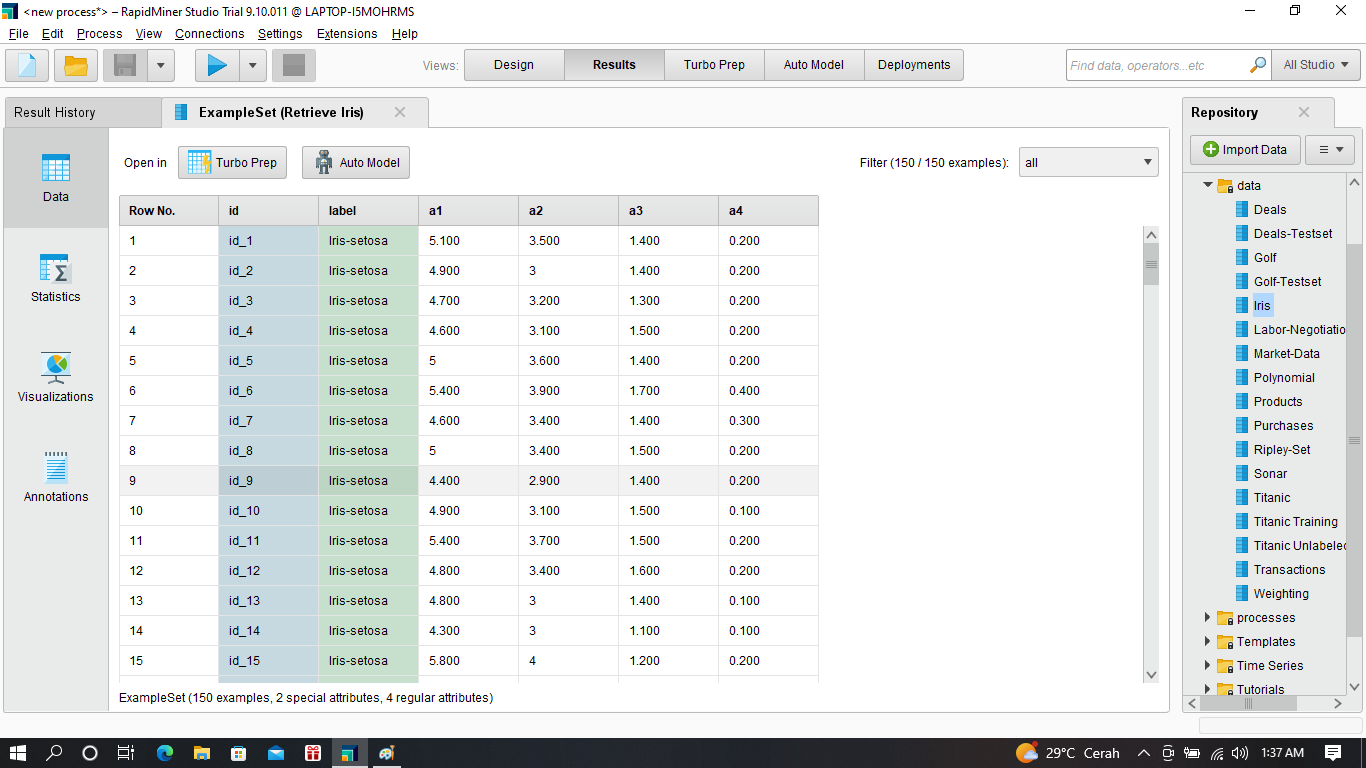 <new process*> – RapidMiner Studio Trial 9.10.011 @ LAPTOP-I5MOHRMS
File Edit Process View Connections Settings Extensions Help
Views: Design Results Turbo Prep Auto Model Deployments Find data, operators...etc All Studio
Result History ExampleSet (Retrieve Iris)
Data
Statistics
Visualizations
Annotations
Open in Turbo Prep Auto Model Filter (150 / 150 examples): all
Row No. id label a1 a2 a3 a4
1 id_1 Iris-setosa 5.100 3.500 1.400 0.200
2 id_2 Iris-setosa 4.900 3 1.400 0.200
3 id_3 Iris-setosa 4.700 3.200 1.300 0.200
4 id_4 Iris-setosa 4.600 3.100 1.500 0.200
5 id_5 Iris-setosa 5 3.600 1.400 0.200
6 id_6 Iris-setosa 5.400 3.900 1.700 0.400
7 id_7 Iris-setosa 4.600 3.400 1.400 0.300
8 id_8 Iris-setosa 5 3.400 1.500 0.200
9 id_9 Iris-setosa 4.400 2.900 1.400 0.200
10 id_10 Iris-setosa 4.900 3.100 1.500 0.100
11 id_11 Iris-setosa 5.400 3.700 1.500 0.200
12 id_12 Iris-setosa 4.800 3.400 1.600 0.200
13 id_13 Iris-setosa 4.800 3 1.400 0.100
14 id_14 Iris-setosa 4.300 3 1.100 0.100
15 id_15 Iris-setosa 5.800 4 1.200 0.200
ExampleSet (150 examples, 2 special attributes, 4 regular attributes)
Repository
Import Data
data
Deals
Deals-Testset
Golf
Golf-Testset
Iris
Labor-Negotiatio
Market-Data
Polynomial
Products
Purchases
Ripley-Set
Sonar
Titanic
Titanic Training
Titanic Unlabele
Transactions
Weighting
processes
Templates
Time Series
Tutorials
29°C Cerah 1:37 AM